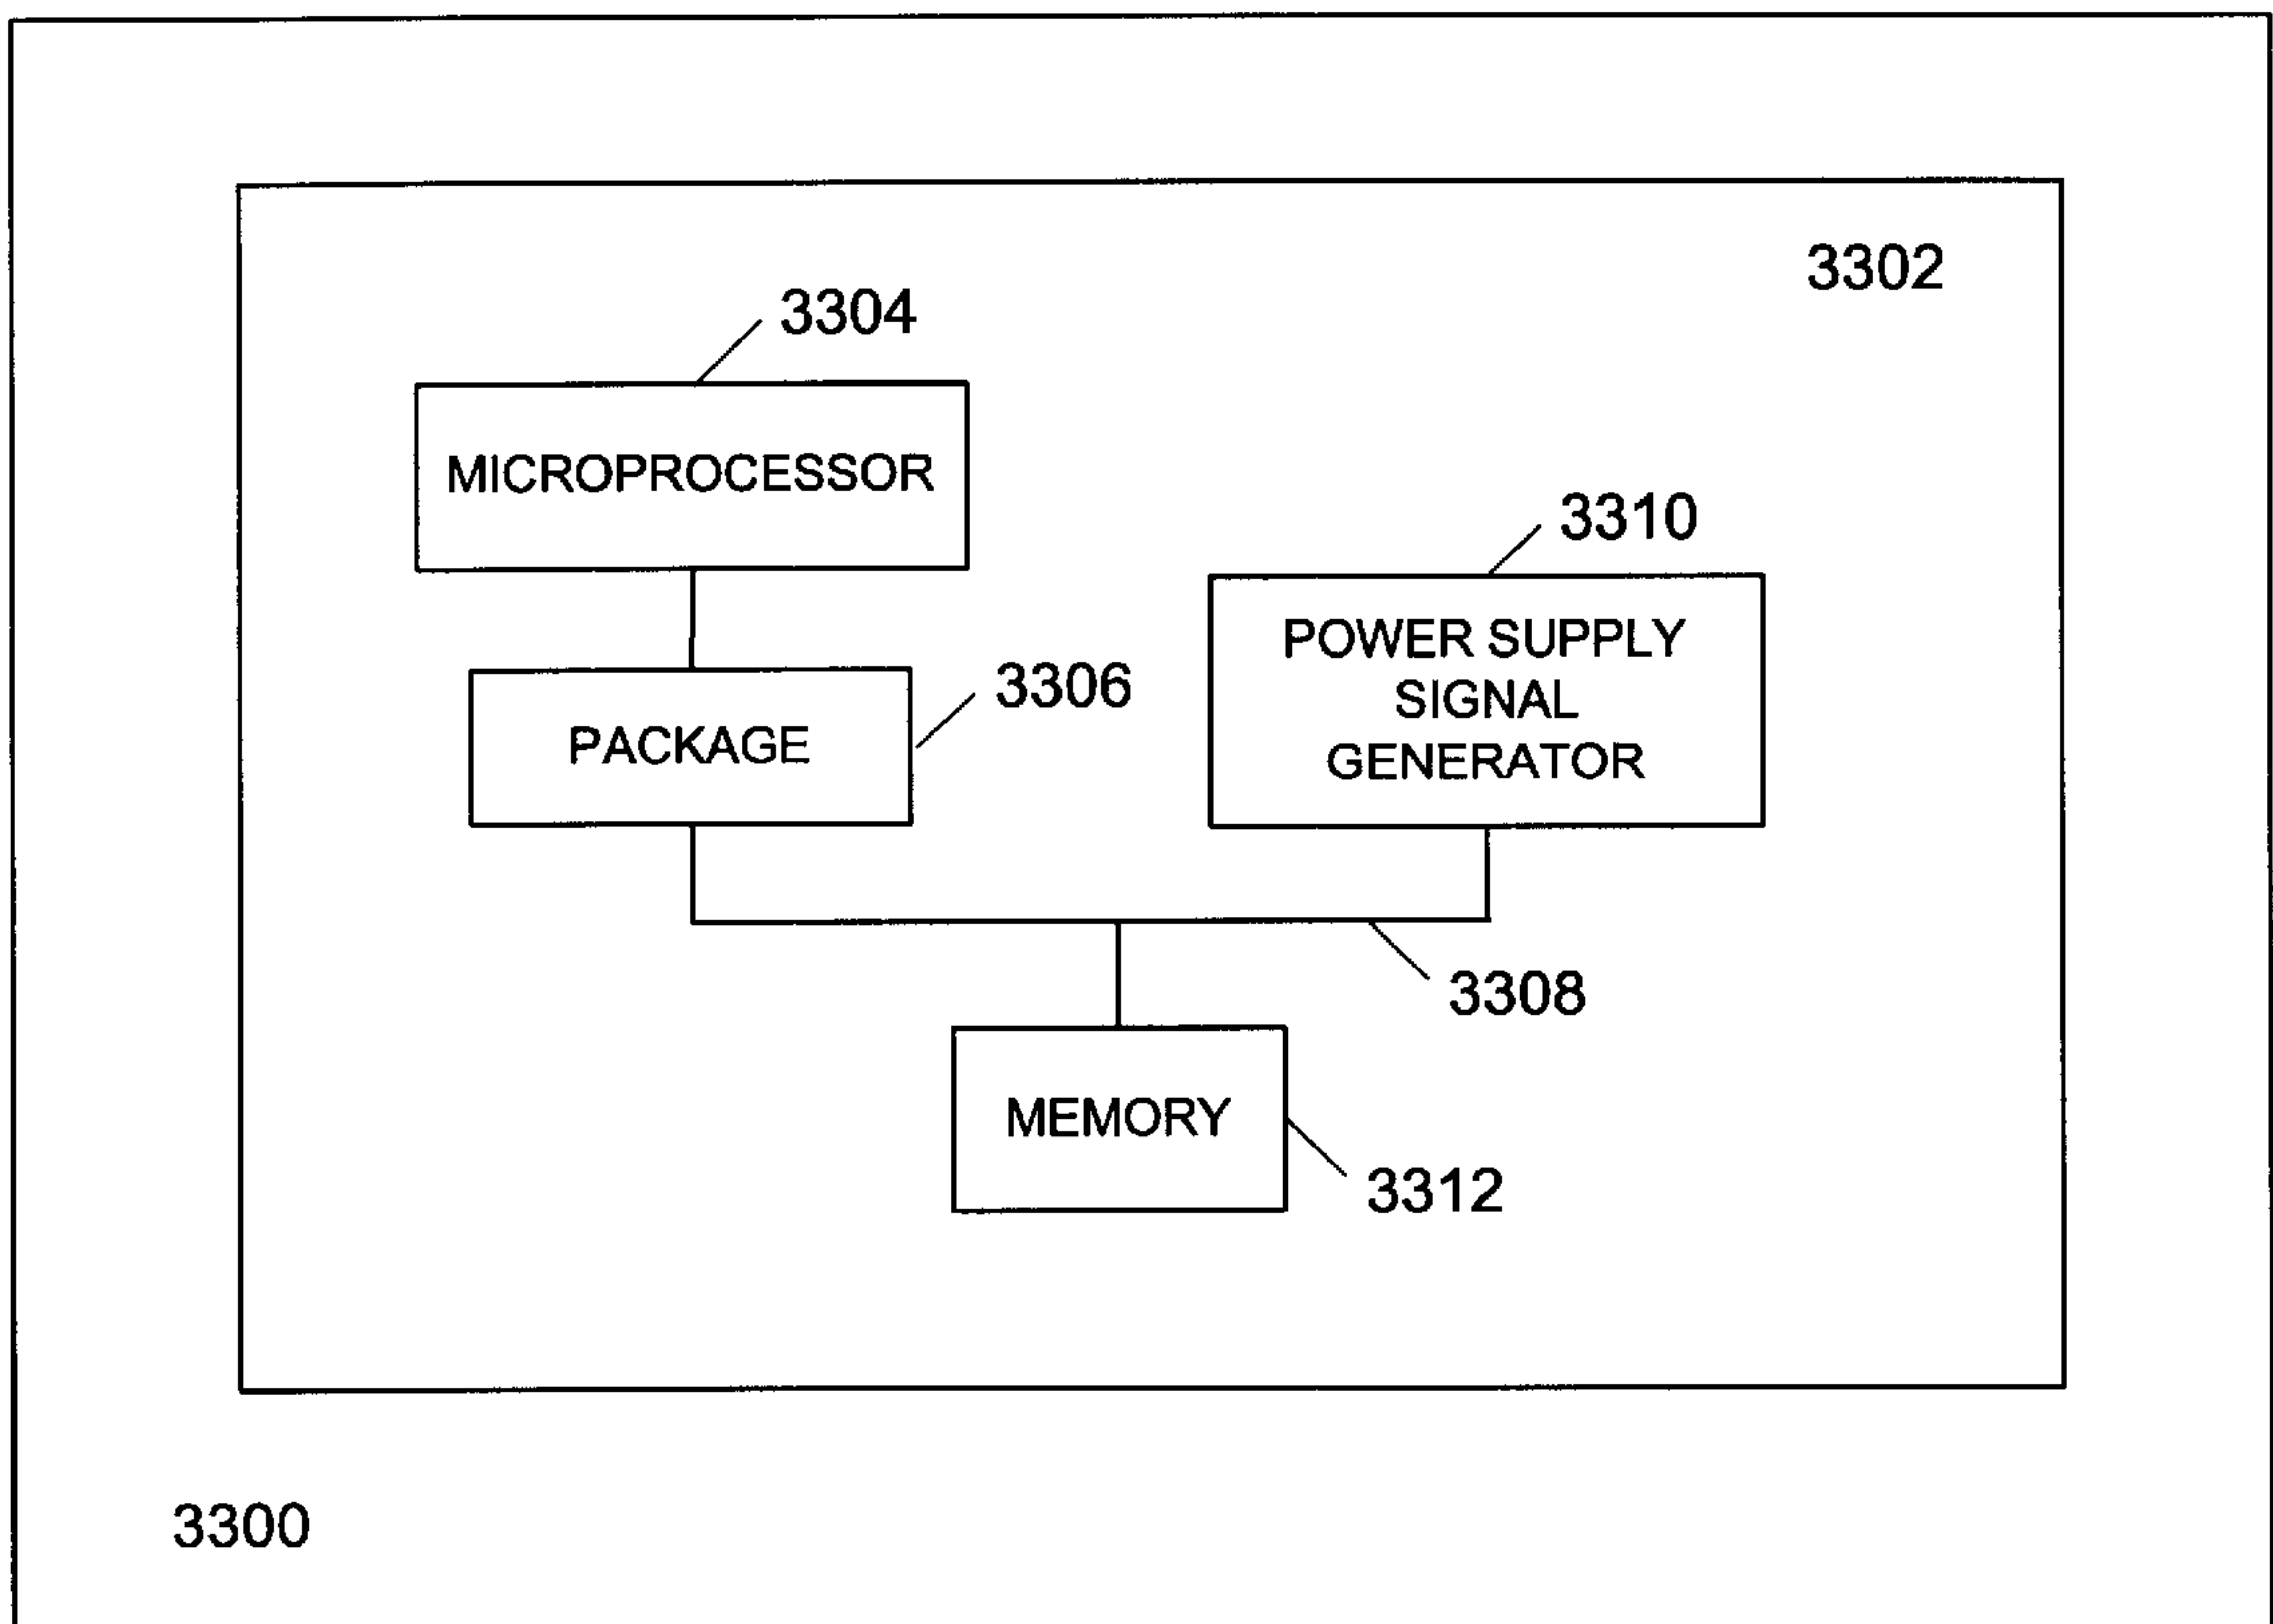 3302
3304
MICROPROCESSOR
3310
POWER SUPPLY
SIGNAL
GENERATOR
3306
PACKAGE
3308
MEMORY
3312
3300